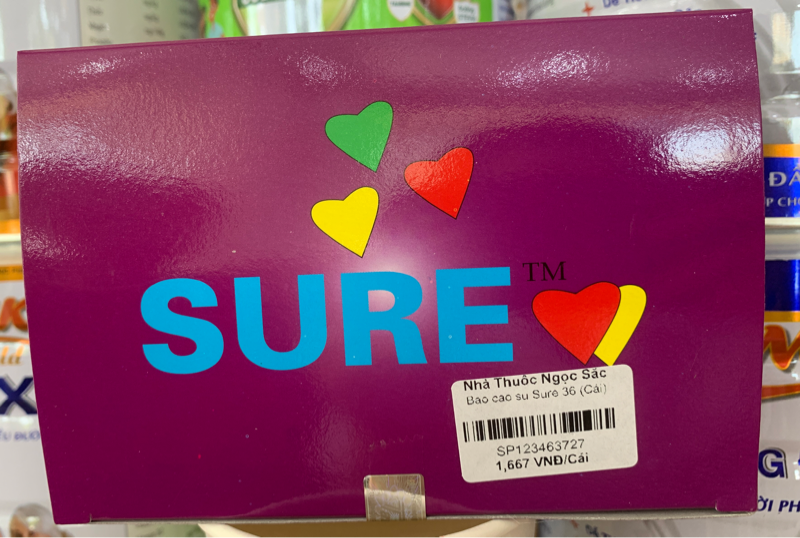 SURE™
Nhà Thuốc Ngọc Sắc
Bao cao su Sure 36 (Cái)
SP123463727
1,667 VNĐ/Cái